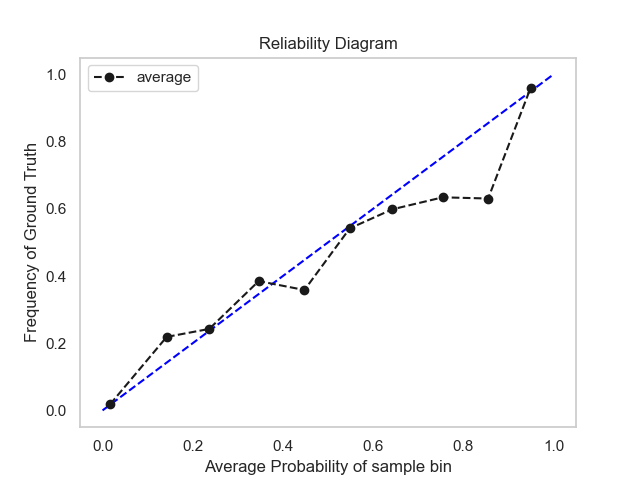 Reliability Diagram
average
Frequency of Ground Truth
1.0
0.8
0.6
0.4
0.2
0.0
0.0 0.2 0.4 0.6 0.8 1.0
Average Probability of sample bin